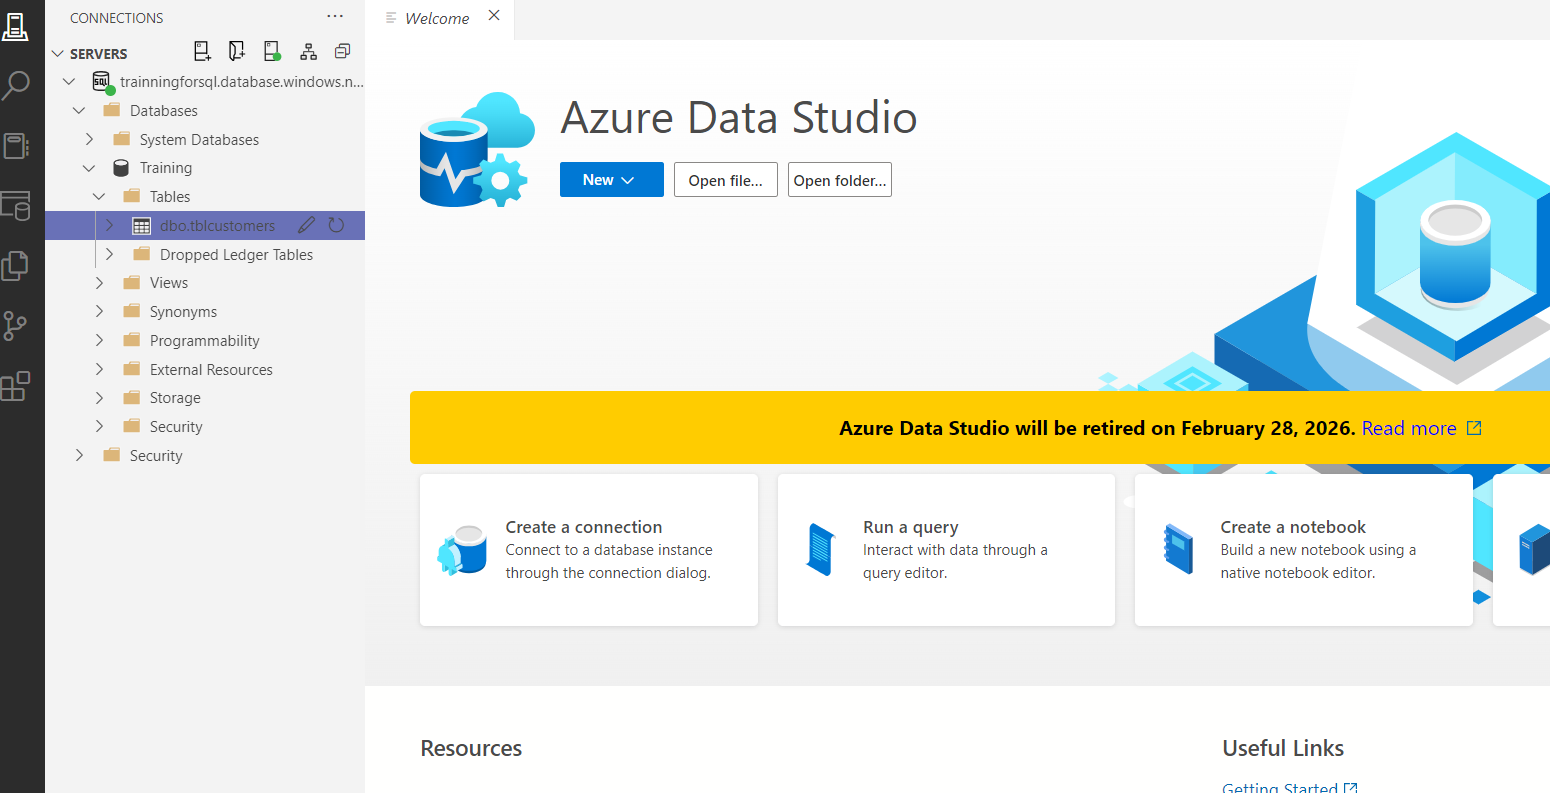 CONNECTIONS
SERVERS
trainningforsql.database.windows.n...
Databases
System Databases
Training
Tables
dbo.tblcustomers
Dropped Ledger Tables
Views
Synonyms
Programmability
External Resources
Storage
Security
Security
Welcome
Azure Data Studio
New
Open file...
Open folder...
Azure Data Studio will be retired on February 28, 2026. Read more
Create a connection
Connect to a database instance
through the connection dialog.
Run a query
Interact with data through a
query editor.
Create a notebook
Build a new notebook using a
native notebook editor.
Resources
Useful Links
Getting Started